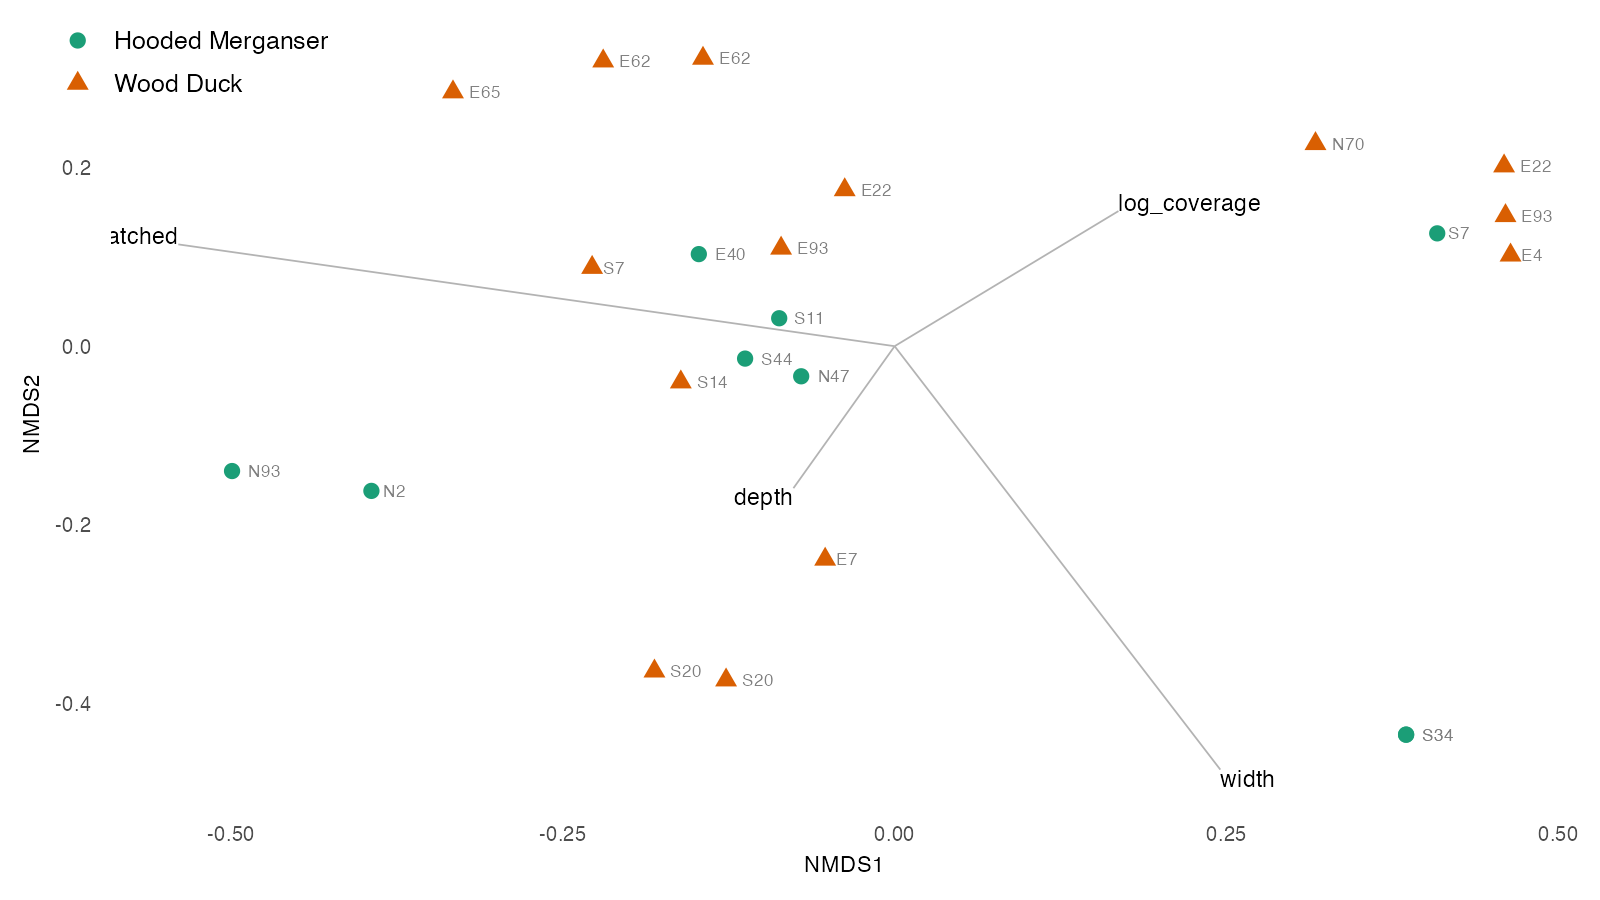 Hooded Merganser
Wood Duck
E62
E62
E65
N70
0.2
E22
E22
log_coverage
E93
S7
atched
E93
E40
E4
S7
S11
0.0
S44
N47
S14
NMDS2
N93
N2
depth
-0.2
E7
S20
S20
-0.4
S34
width
-0.50
-0.25
0.00
0.25
0.50
NMDS1